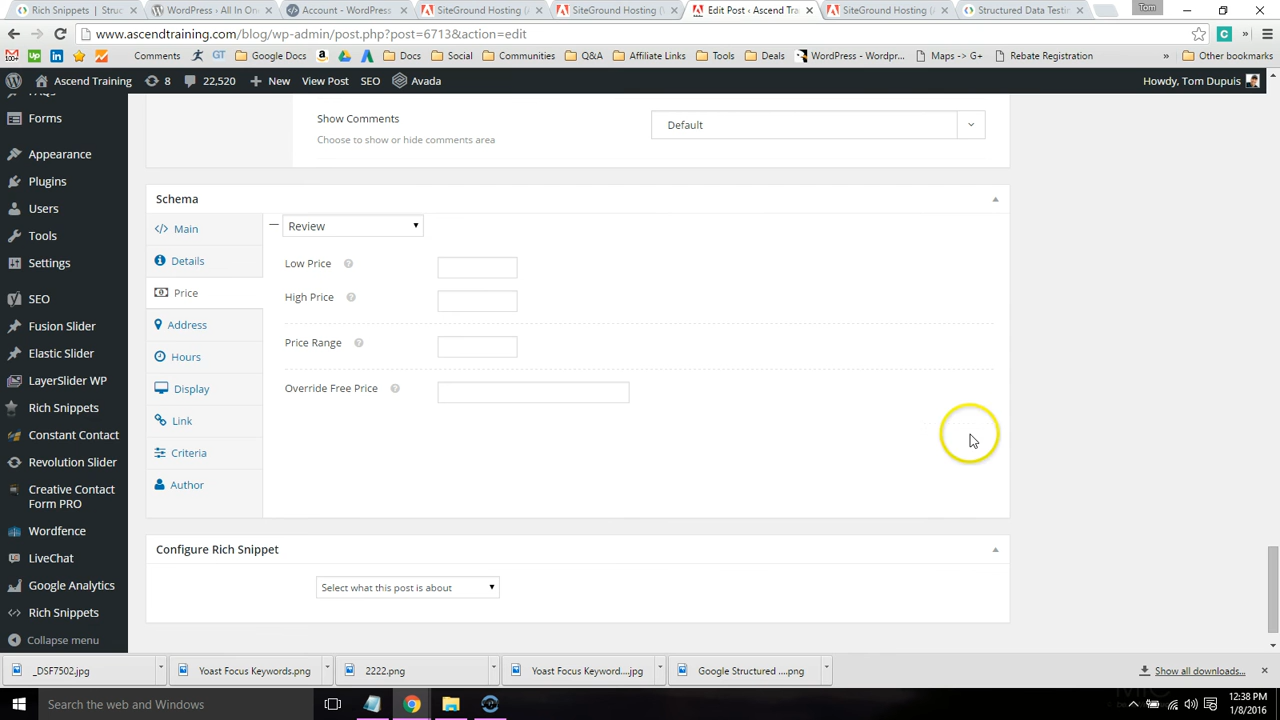 Rich Snippets | Structu
WordPress › All In One
Account - WordPress
SiteGround Hosting (A
SiteGround Hosting (W
Edit Post ‹ Ascend Trai
SiteGround Hosting (A
Structured Data Testin
Tom
www.ascendtraining.com/blog/wp-admin/post.php?post=6713&action=edit
Comments
Google Docs
Docs
Social
Communities
Q&A
Affiliate Links
Tools
Deals
WordPress - Wordpr...
Maps -> G+
Rebate Registration
»
Other bookmarks
Ascend Training
8
22,520
New
View Post
SEO
Avada
Howdy, Tom Dupuis
FAQs
Forms
Appearance
Plugins
Users
Tools
Settings
SEO
Fusion Slider
Elastic Slider
LayerSlider WP
Rich Snippets
Constant Contact
Revolution Slider
Creative Contact
Form PRO
Wordfence
LiveChat
Google Analytics
Rich Snippets
Collapse menu
Show Comments
Choose to show or hide comments area
Default
Schema
Main
Details
Price
Address
Hours
Display
Link
Criteria
Author
Review
Low Price
High Price
Price Range
Override Free Price
Configure Rich Snippet
Select what this post is about
_DSF7502.jpg
Yoast Focus Keywords.png
2222.png
Yoast Focus Keyword....jpg
Google Structured ....png
Show all downloads...
Search the web and Windows
12:38 PM
1/8/2016